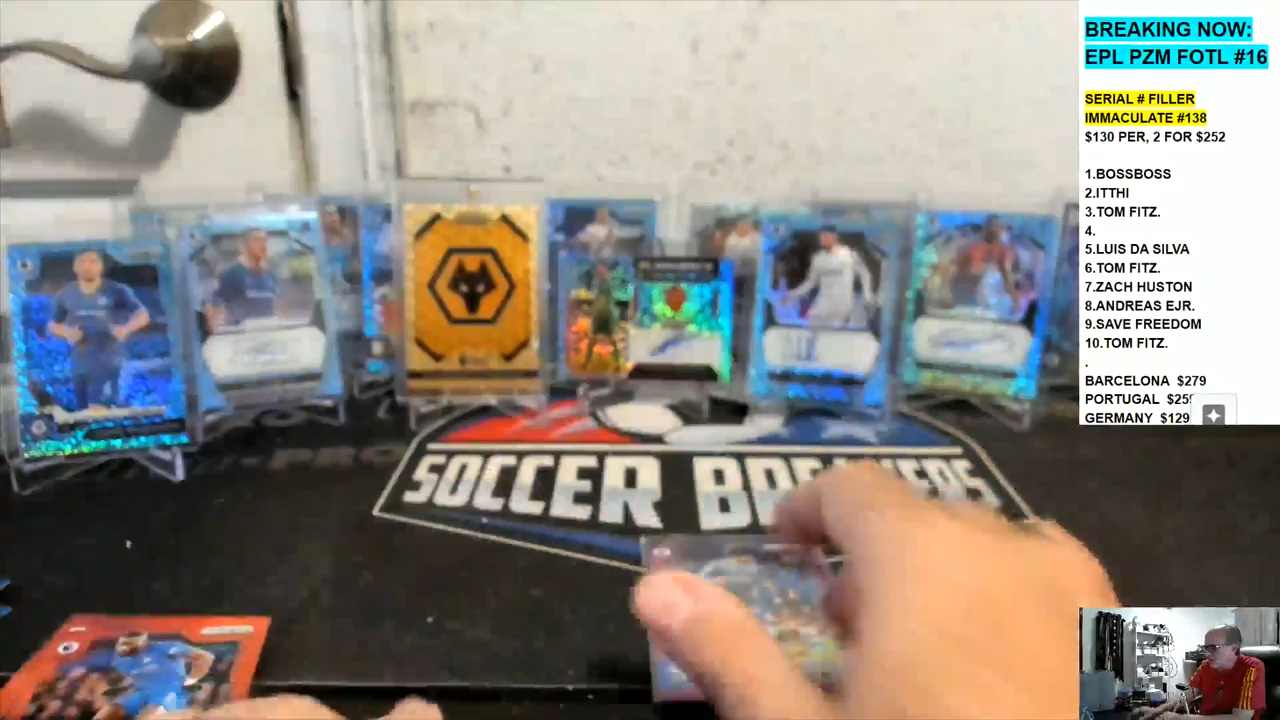 BREAKING NOW:
EPL PZM FOTL #16
SERIAL # FILLER
IMMACULATE #138
$130 PER, 2 FOR $252
1.BOSSBOSS
2.ITTHI
3.TOM FITZ.
4.
5.LUIS DA SILVA
6.TOM FITZ.
7.ZACH HUSTON
8.ANDREAS EJR.
9.SAVE FREEDOM
10.TOM FITZ.
.
BARCELONA $279
PORTUGAL
GERMANY $129
SOCCER BREAKERS